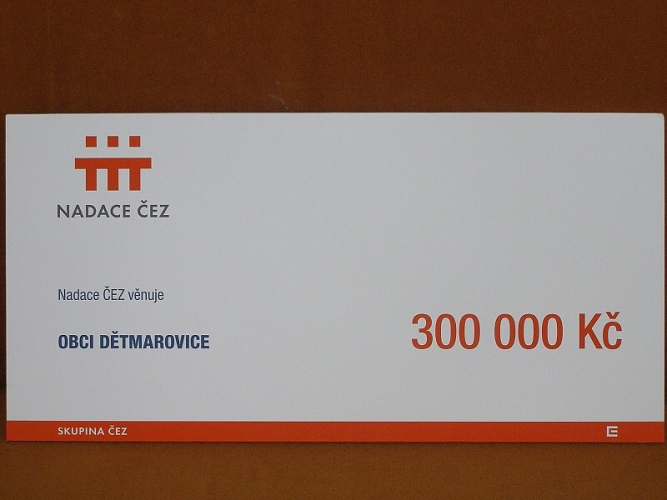 NADACE ČEZ
Nadace ČEZ věnuje
OBCI DĚTMAROVICE
300 000 Kč
SKUPINA ČEZ